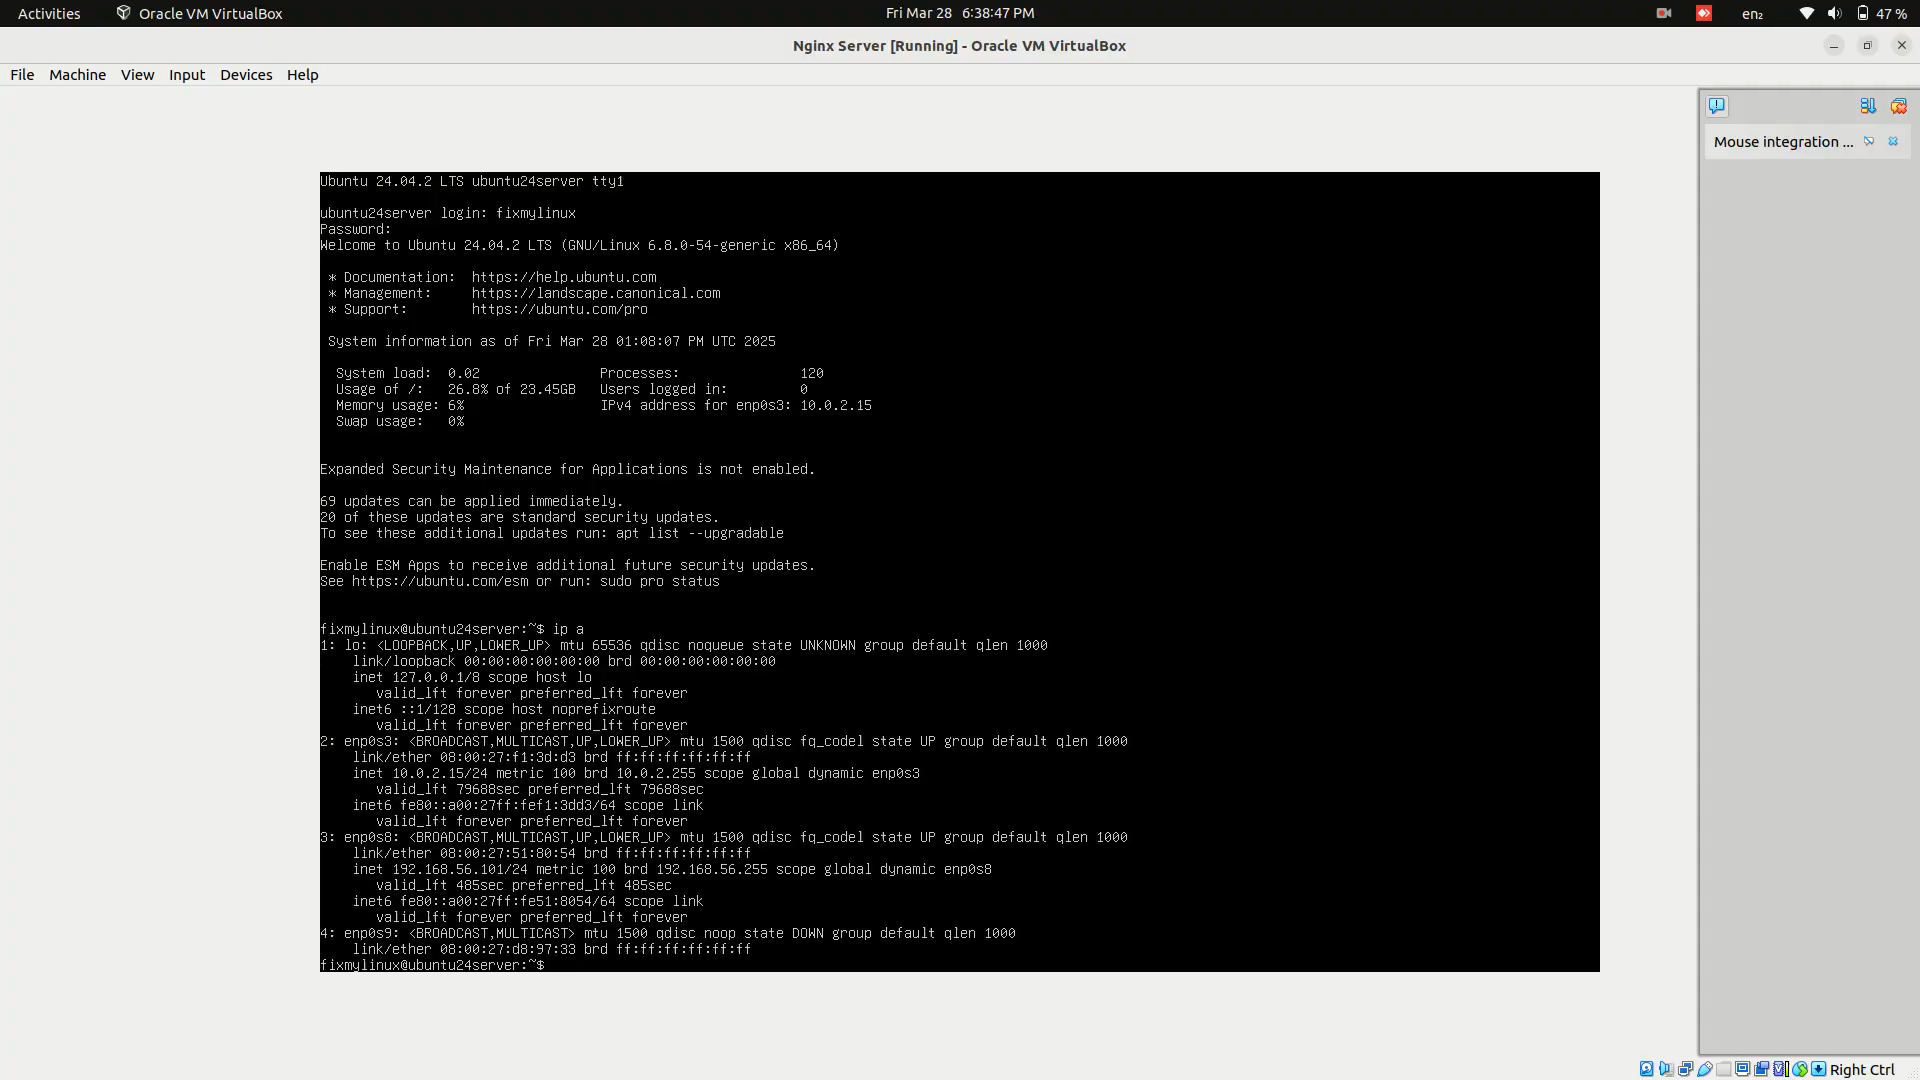 Activities Oracle VM VirtualBox Fri Mar 28 6:38:47 PM en₂ 47 %
Nginx Server [Running] - Oracle VM VirtualBox
File Machine View Input Devices Help
Mouse integration ...
Ubuntu 24.04.2 LTS ubuntu24server tty1
ubuntu24server login: fixmylinux
Password:
Welcome to Ubuntu 24.04.2 LTS (GNU/Linux 6.8.0-54-generic x86_64)
* Documentation: https://help.ubuntu.com
* Management: https://landscape.canonical.com
* Support: https://ubuntu.com/pro
System information as of Fri Mar 28 01:08:07 PM UTC 2025
System load: 0.02 Processes: 120
Usage of /: 26.8% of 23.45GB Users logged in: 0
Memory usage: 6% IPv4 address for enp0s3: 10.0.2.15
Swap usage: 0%
Expanded Security Maintenance for Applications is not enabled.
69 updates can be applied immediately.
20 of these updates are standard security updates.
To see these additional updates run: apt list --upgradable
Enable ESM Apps to receive additional future security updates.
See https://ubuntu.com/esm or run: sudo pro status
fixmylinux@ubuntu24server:~$ ip a
1: lo: <LOOPBACK,UP,LOWER_UP> mtu 65536 qdisc noqueue state UNKNOWN group default qlen 1000
link/loopback 00:00:00:00:00:00 brd 00:00:00:00:00:00
inet 127.0.0.1/8 scope host lo
valid_lft forever preferred_lft forever
inet6 ::1/128 scope host noprefixroute
valid_lft forever preferred_lft forever
2: enp0s3: <BROADCAST,MULTICAST,UP,LOWER_UP> mtu 1500 qdisc fq_codel state UP group default qlen 1000
link/ether 08:00:27:f1:3d:d3 brd ff:ff:ff:ff:ff:ff
inet 10.0.2.15/24 metric 100 brd 10.0.2.255 scope global dynamic enp0s3
valid_lft 79688sec preferred_lft 79688sec
inet6 fe80::a00:27ff:fef1:3dd3/64 scope link
valid_lft forever preferred_lft forever
3: enp0s8: <BROADCAST,MULTICAST,UP,LOWER_UP> mtu 1500 qdisc fq_codel state UP group default qlen 1000
link/ether 08:00:27:51:80:54 brd ff:ff:ff:ff:ff:ff
inet 192.168.56.101/24 metric 100 brd 192.168.56.255 scope global dynamic enp0s8
valid_lft 485sec preferred_lft 485sec
inet6 fe80::a00:27ff:fe51:8054/64 scope link
valid_lft forever preferred_lft forever
4: enp0s9: <BROADCAST,MULTICAST> mtu 1500 qdisc noop state DOWN group default qlen 1000
link/ether 08:00:27:d8:97:33 brd ff:ff:ff:ff:ff:ff
fixmylinux@ubuntu24server:~$
Right Ctrl